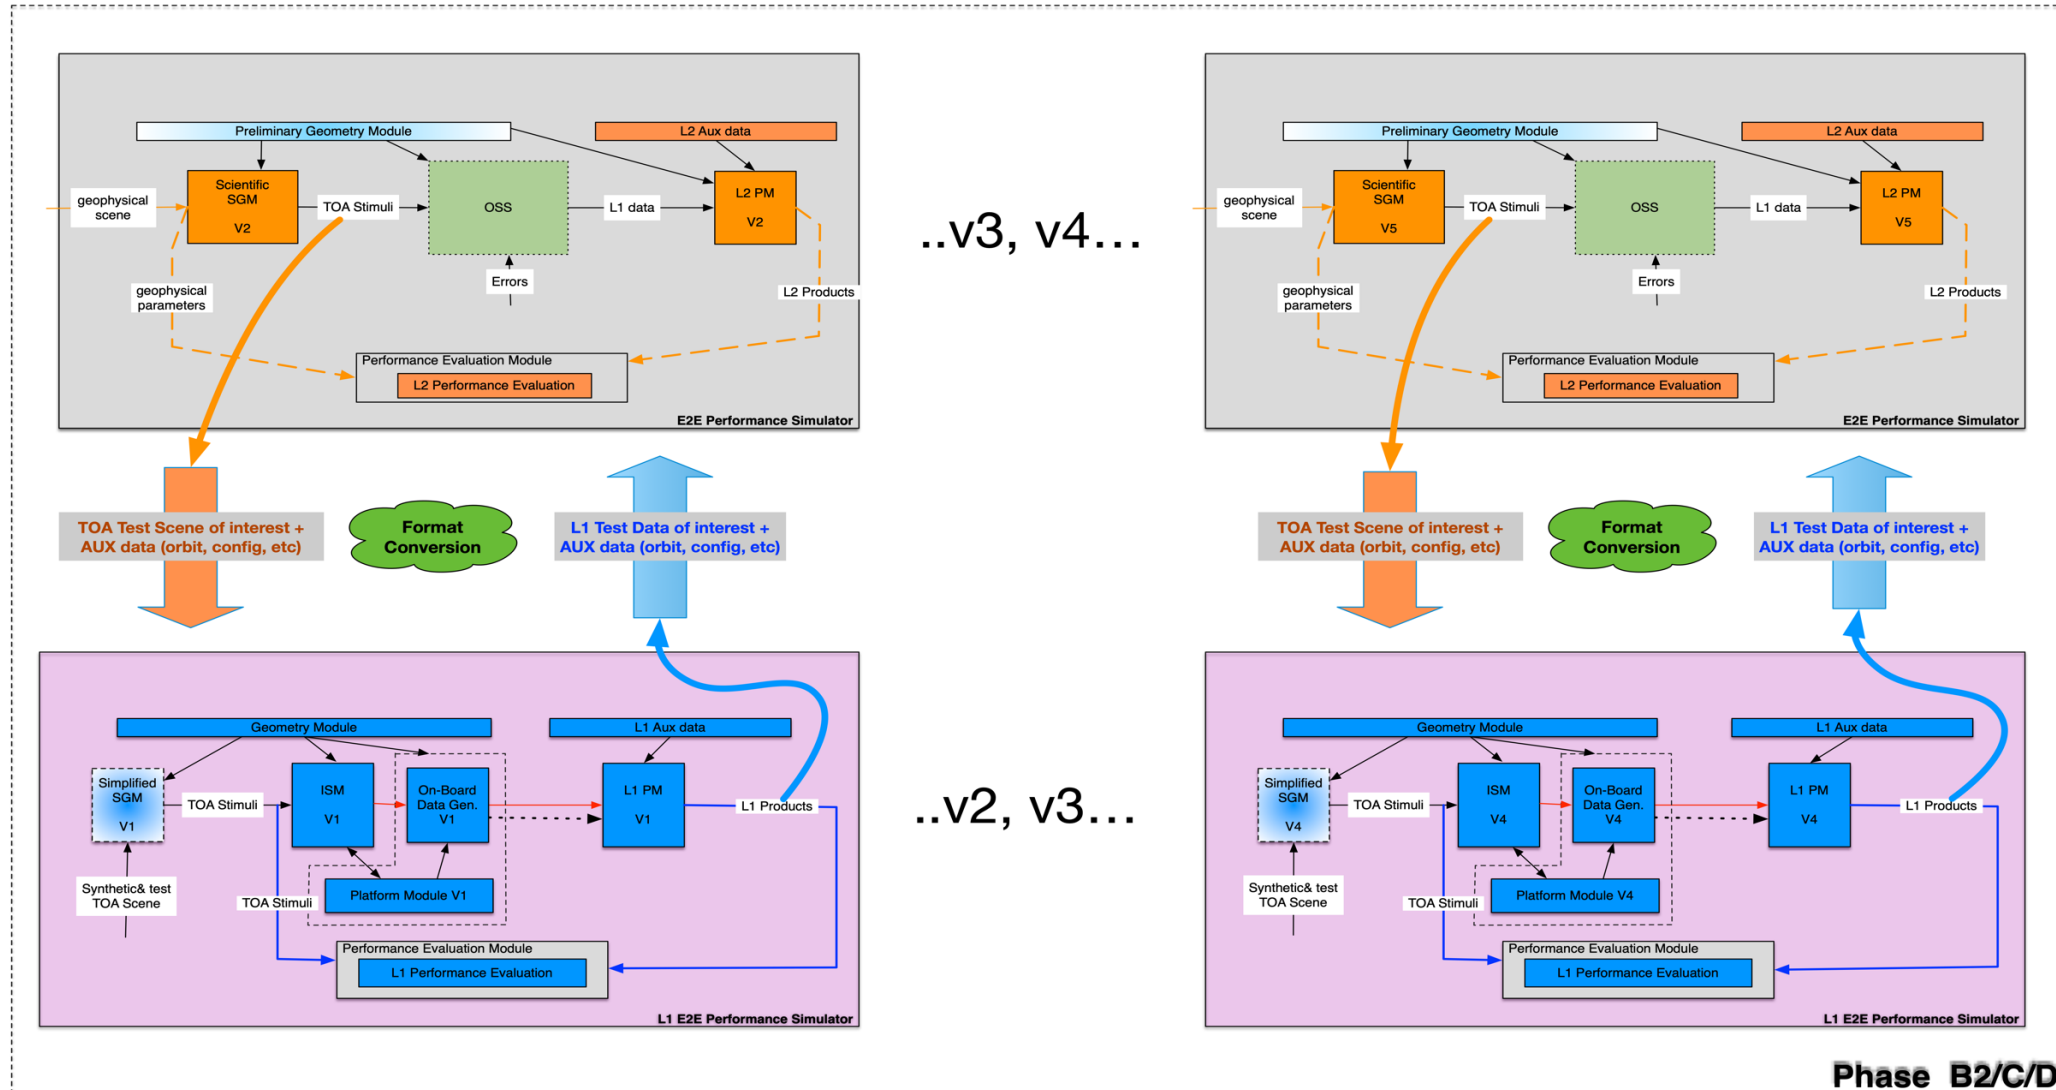 Preliminary Geometry Module
L2 Aux data
Scientific
SGM
V2
geophysical
scene
TOA Stimuli
OSS
L1 data
L2 PM
V2
Errors
geophysical
parameters
L2 Products
Performance Evaluation Module
L2 Performance Evaluation
E2E Performance Simulator
..v3, v4...
Preliminary Geometry Module
L2 Aux data
Scientific
SGM
V5
geophysical
scene
TOA Stimuli
OSS
L1 data
L2 PM
V5
Errors
geophysical
parameters
L2 Products
Performance Evaluation Module
L2 Performance Evaluation
E2E Performance Simulator
TOA Test Scene of interest +
AUX data (orbit, config, etc)
Format
Conversion
L1 Test Data of interest +
AUX data (orbit, config, etc)
TOA Test Scene of interest +
AUX data (orbit, config, etc)
Format
Conversion
L1 Test Data of interest +
AUX data (orbit, config, etc)
Geometry Module
L1 Aux data
Simplified
SGM
V1
TOA Stimuli
ISM
V1
On-Board
Data Gen.
V1
L1 PM
V1
L1 Products
Synthetic& test
TOA Scene
TOA Stimuli
Platform Module V1
Performance Evaluation Module
L1 Performance Evaluation
L1 E2E Performance Simulator
..v2, v3...
Geometry Module
L1 Aux data
Simplified
SGM
V4
TOA Stimuli
ISM
V4
On-Board
Data Gen.
V4
L1 PM
V4
L1 Products
Synthetic& test
TOA Scene
TOA Stimuli
Platform Module V4
Performance Evaluation Module
L1 Performance Evaluation
L1 E2E Performance Simulator
Phase B2/C/D